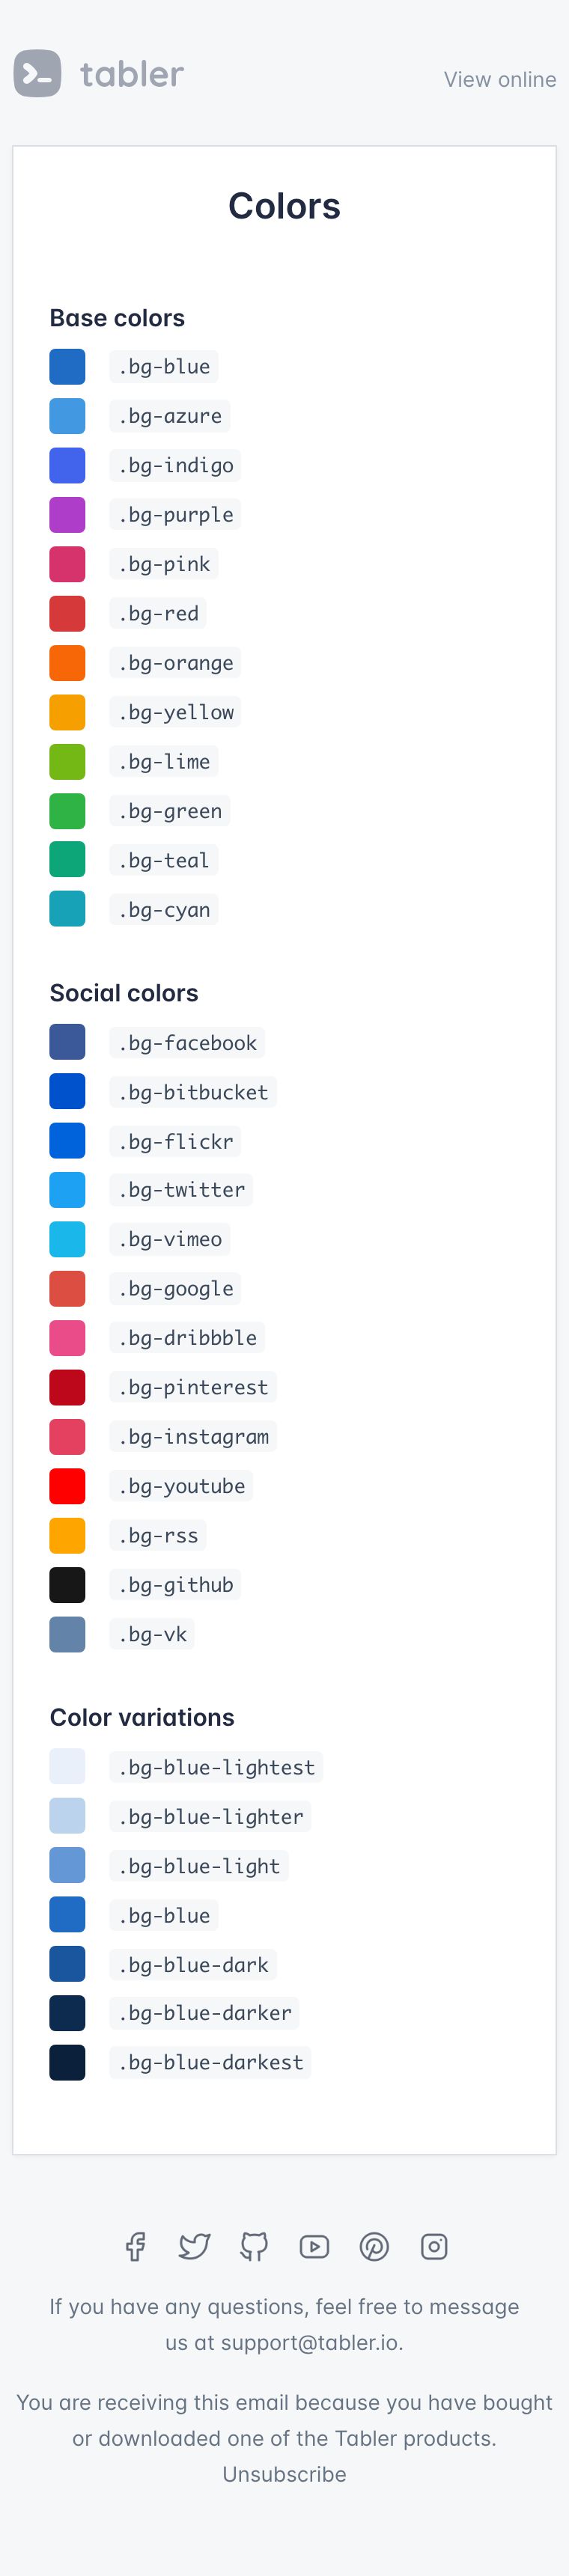 tabler
View online
Colors
Base colors
.bg-blue
.bg-azure
.bg-indigo
.bg-purple
.bg-pink
.bg-red
.bg-orange
.bg-yellow
.bg-lime
.bg-green
.bg-teal
.bg-cyan
Social colors
.bg-facebook
.bg-bitbucket
.bg-flickr
.bg-twitter
.bg-vimeo
.bg-google
.bg-dribbble
.bg-pinterest
.bg-instagram
.bg-youtube
.bg-rss
.bg-github
.bg-vk
Color variations
.bg-blue-lightest
.bg-blue-lighter
.bg-blue-light
.bg-blue
.bg-blue-dark
.bg-blue-darker
.bg-blue-darkest
If you have any questions, feel free to message
us at support@tabler.io.
You are receiving this email because you have bought
or downloaded one of the Tabler products.
Unsubscribe